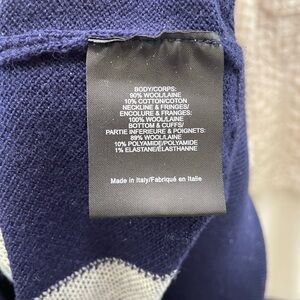 BODY/CORPS:
90% WOOL/LAINE
10% COTTON/COTON
NECKLINE & FRINGES/
ENCOLURE & FRANGES:
100% WOOL/LAINE
BOTTOM & CUFFS/
PARTIE INFERIEURE & POIGNETS:
89% WOOL/LAINE
10% POLYAMIDE/POLYAMIDE
1% ELASTANE/ELASTHANNE
Made in Italy/Fabriqué en Italie